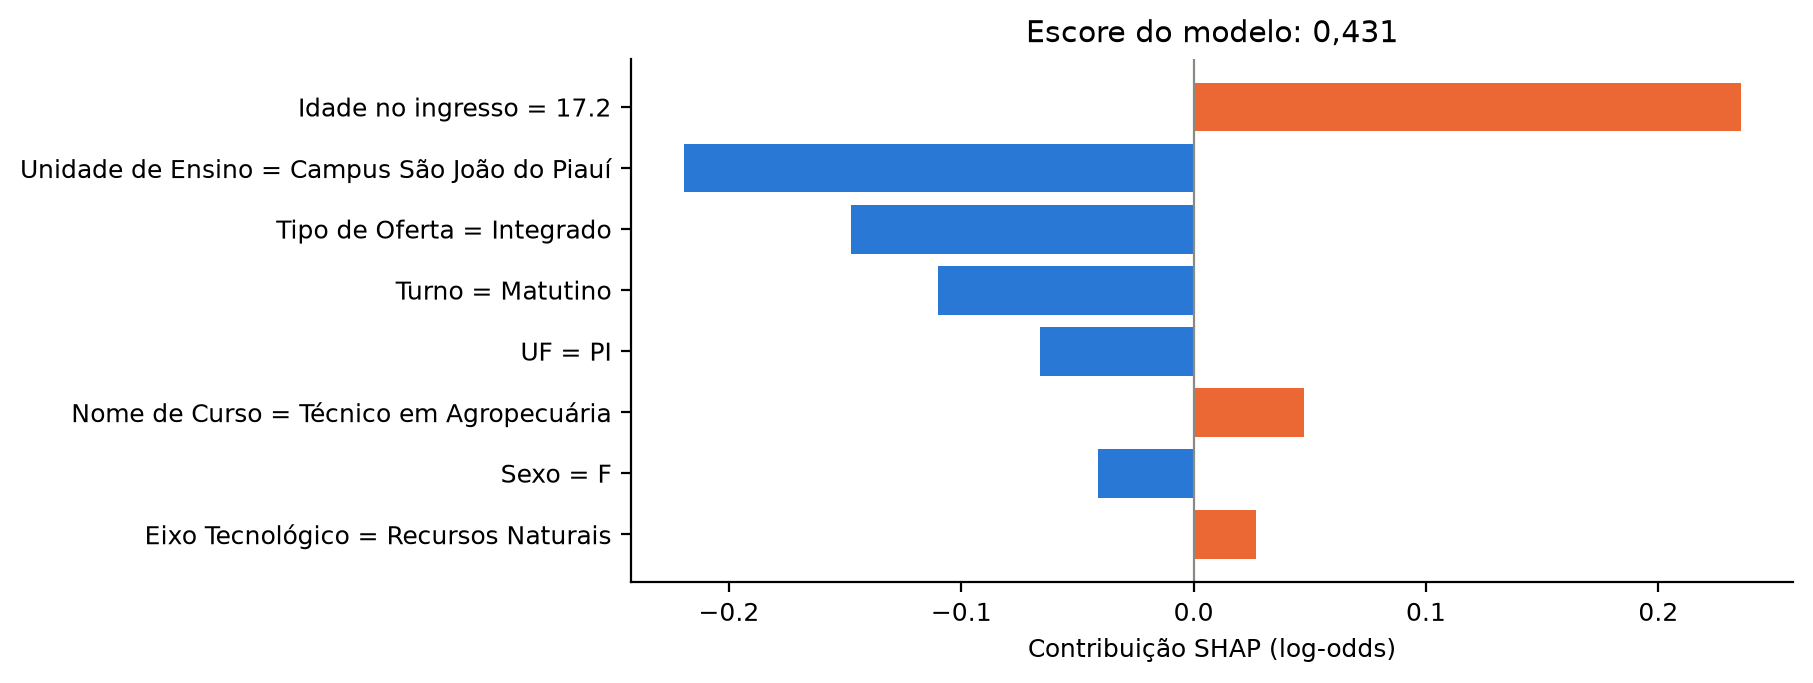 Escore do modelo: 0,431
Idade no ingresso = 17.2
Unidade de Ensino = Campus São João do Piauí
Tipo de Oferta = Integrado
Turno = Matutino
UF = PI
Nome de Curso = Técnico em Agropecuária
Sexo = F
Eixo Tecnológico = Recursos Naturais
−0.2 −0.1 0.0 0.1 0.2
Contribuição SHAP (log-odds)